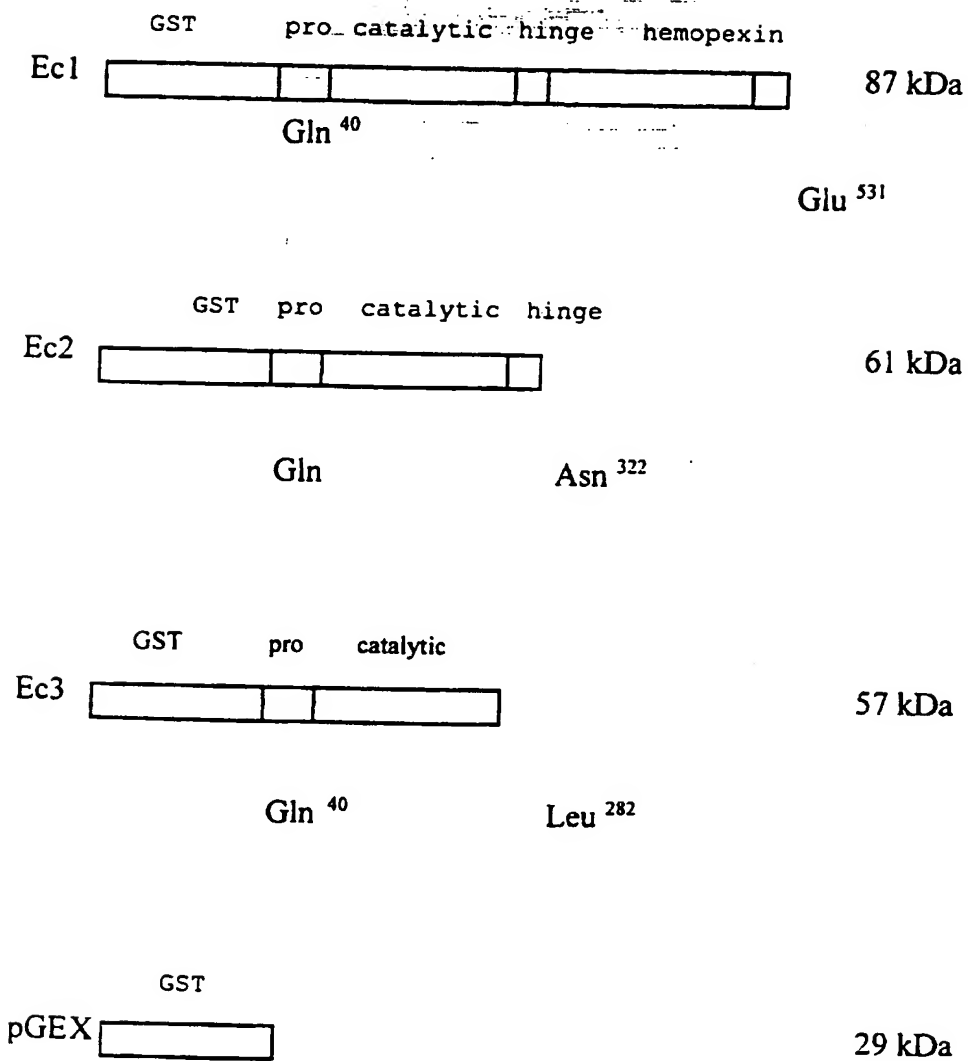 GST pro catalytic hinge hemopexin
Ec1 87 kDa
Gln 40
Glu 531
GST pro catalytic hinge
Ec2 61 kDa
Gln Asn 322
GST pro catalytic
Ec3 57 kDa
Gln 40 Leu 282
GST
pGEX 29 kDa